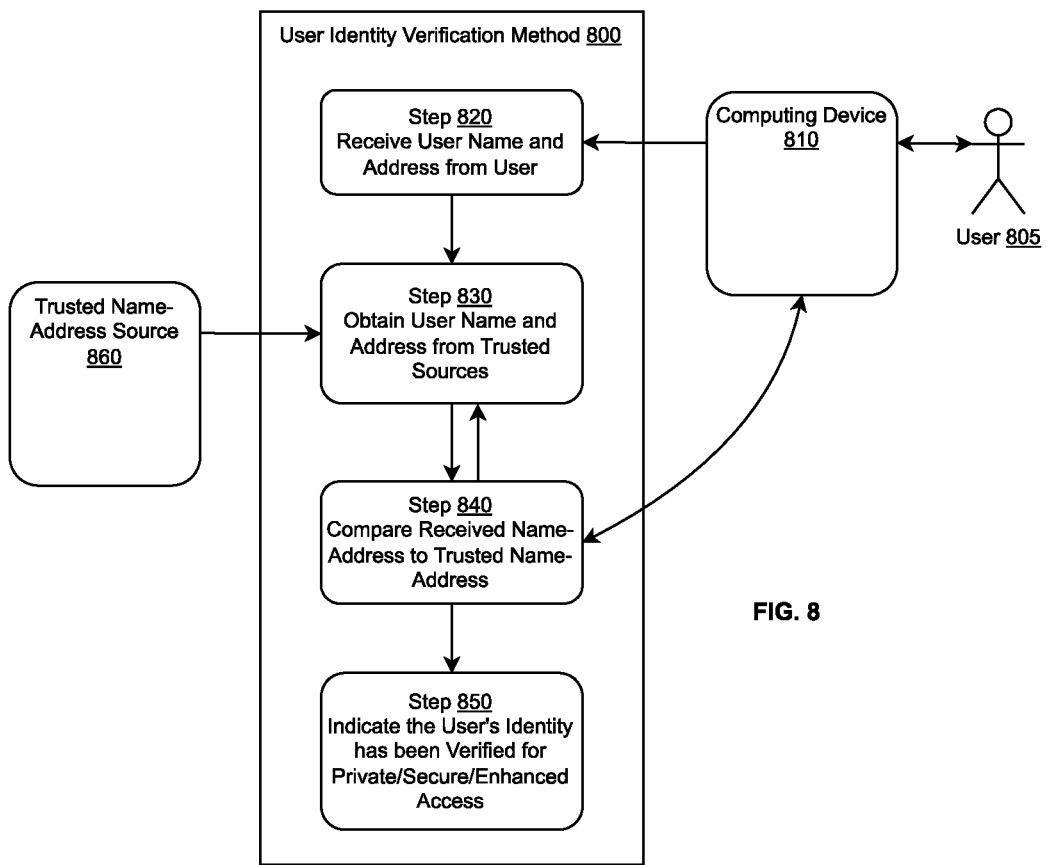 User Identity Verification Method 800
Step 820
Receive User Name and
Address from User
Computing Device
810
User 805
Trusted Name-
Address Source
860
Step 830
Obtain User Name and
Address from Trusted
Sources
Step 840
Compare Received Name-
Address to Trusted Name-
Address
FIG. 8
Step 850
Indicate the User's Identity
has been Verified for
Private/Secure/Enhanced
Access